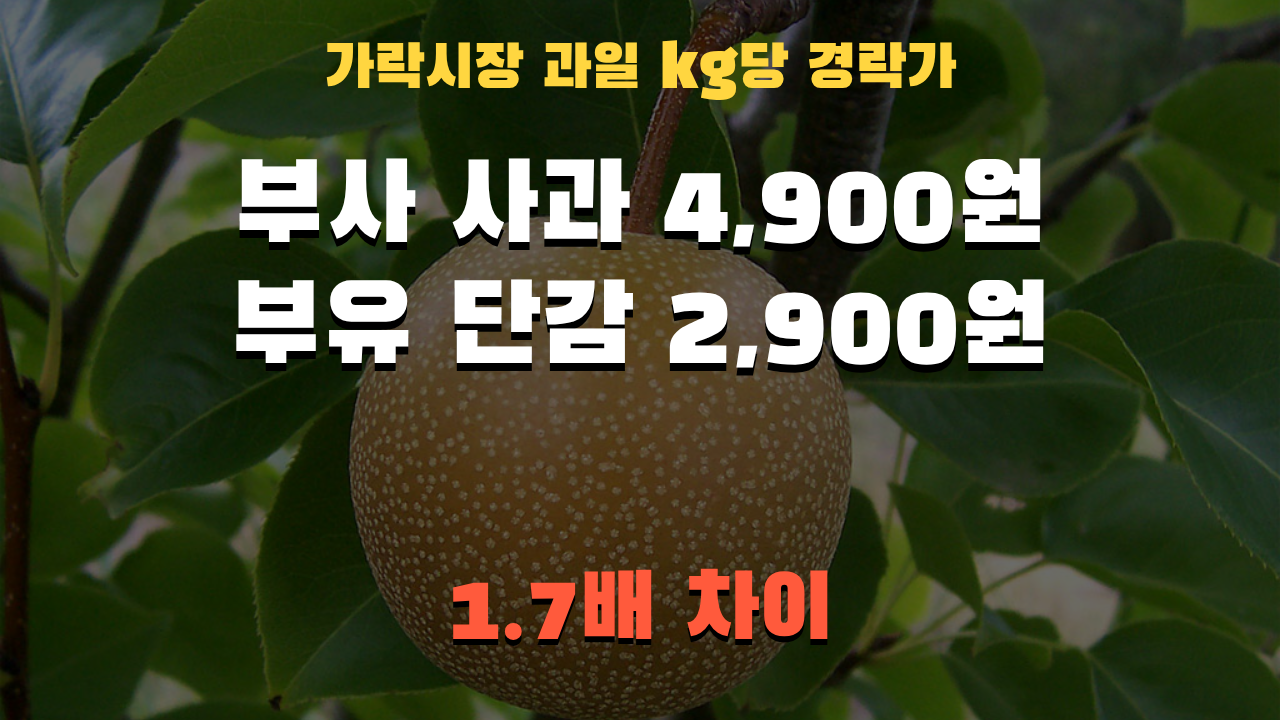 가락시장 과일 kg당 경락가
부사 사과 4,900원
부유 단감 2,900원
1.7배 차이